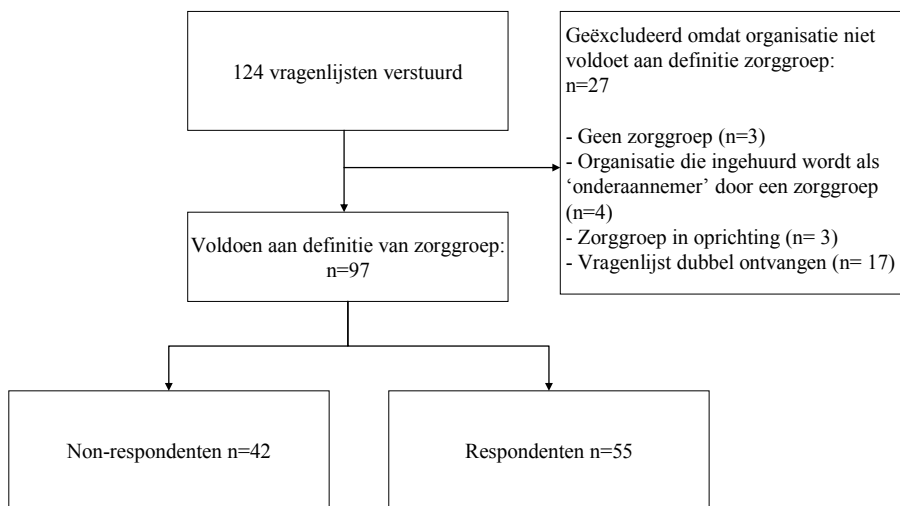 124 vragenlijsten verstuurd
Geëxcludeerd omdat organisatie niet
voldoet aan definitie zorggroep:
n=27
- Geen zorggroep (n=3)
- Organisatie die ingehuurd wordt als
‘onderaannemer’ door een zorggroep
(n=4)
- Zorggroep in oprichting (n= 3)
- Vragenlijst dubbel ontvangen (n= 17)
Voldoen aan definitie van zorggroep:
n=97
Non-respondenten n=42
Respondenten n=55